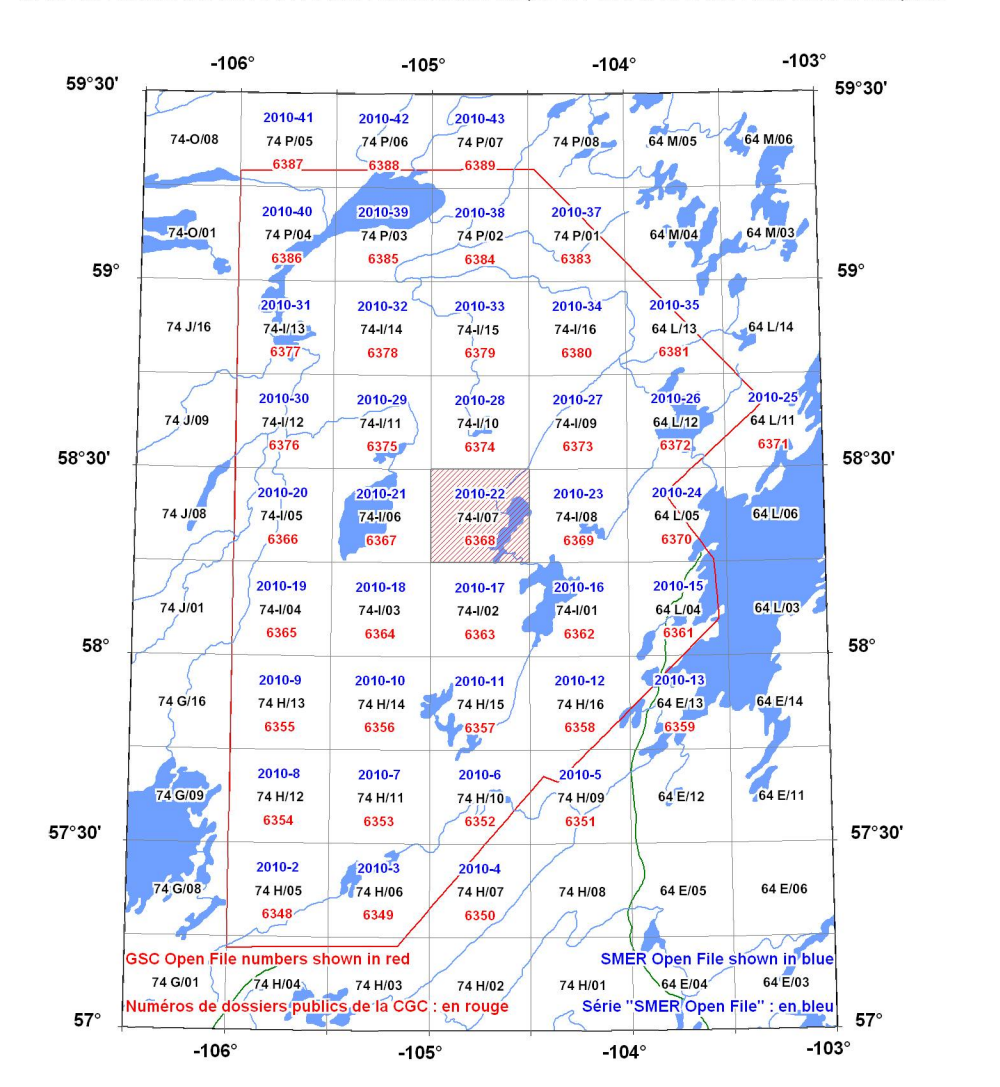 -106° -105° -104° -103°
59°30' 59°30'
2010-41 2010-42 2010-43
74-O/08 74 P/05 74 P/06 74 P/07 74 P/08 64 M/05 64 M/06
6387 6388 6389
2010-40 2010-39 2010-38 2010-37
74-O/01 74 P/04 74 P/03 74 P/02 74 P/01 64 M/04 64 M/03
6386 6385 6384 6383
59° 59°
2010-31 2010-32 2010-33 2010-34 2010-35
74 J/16 74-I/13 74-I/14 74-I/15 74-I/16 64 L/13 64 L/14
6377 6378 6379 6380 6381
2010-30 2010-29 2010-28 2010-27 2010-26 2010-25
74 J/09 74-I/12 74-I/11 74-I/10 74-I/09 64 L/12 64 L/11
6376 6375 6374 6373 6372 6371
58°30' 58°30'
2010-20 2010-21 2010-22 2010-23 2010-24
74 J/08 74-I/05 74-I/06 74-I/07 74-I/08 64 L/05 64 L/06
6366 6367 6368 6369 6370
2010-19 2010-18 2010-17 2010-16 2010-15
74 J/01 74-I/04 74-I/03 74-I/02 74-I/01 64 L/04 64 L/03
6365 6364 6363 6362 6361
58° 58°
2010-9 2010-10 2010-11 2010-12 2010-13
74 G/16 74 H/13 74 H/14 74 H/15 74 H/16 64 E/13 64 E/14
6355 6356 6357 6358 6359
2010-8 2010-7 2010-6 2010-5
74 G/09 74 H/12 74 H/11 74 H/10 74 H/09 64 E/12 64 E/11
6354 6353 6352 6351
57°30' 57°30'
2010-2 2010-3 2010-4
74 G/08 74 H/05 74 H/06 74 H/07 74 H/08 64 E/05 64 E/06
6348 6349 6350
GSC Open File numbers shown in red SMER Open File shown in blue
74 G/01 74 H/04 74 H/03 74 H/02 74 H/01 64 E/04 64 E/03
Numéros de dossiers publics de la CGC : en rouge Série "SMER Open File" : en bleu
57° 57°
-106° -105° -104° -103°